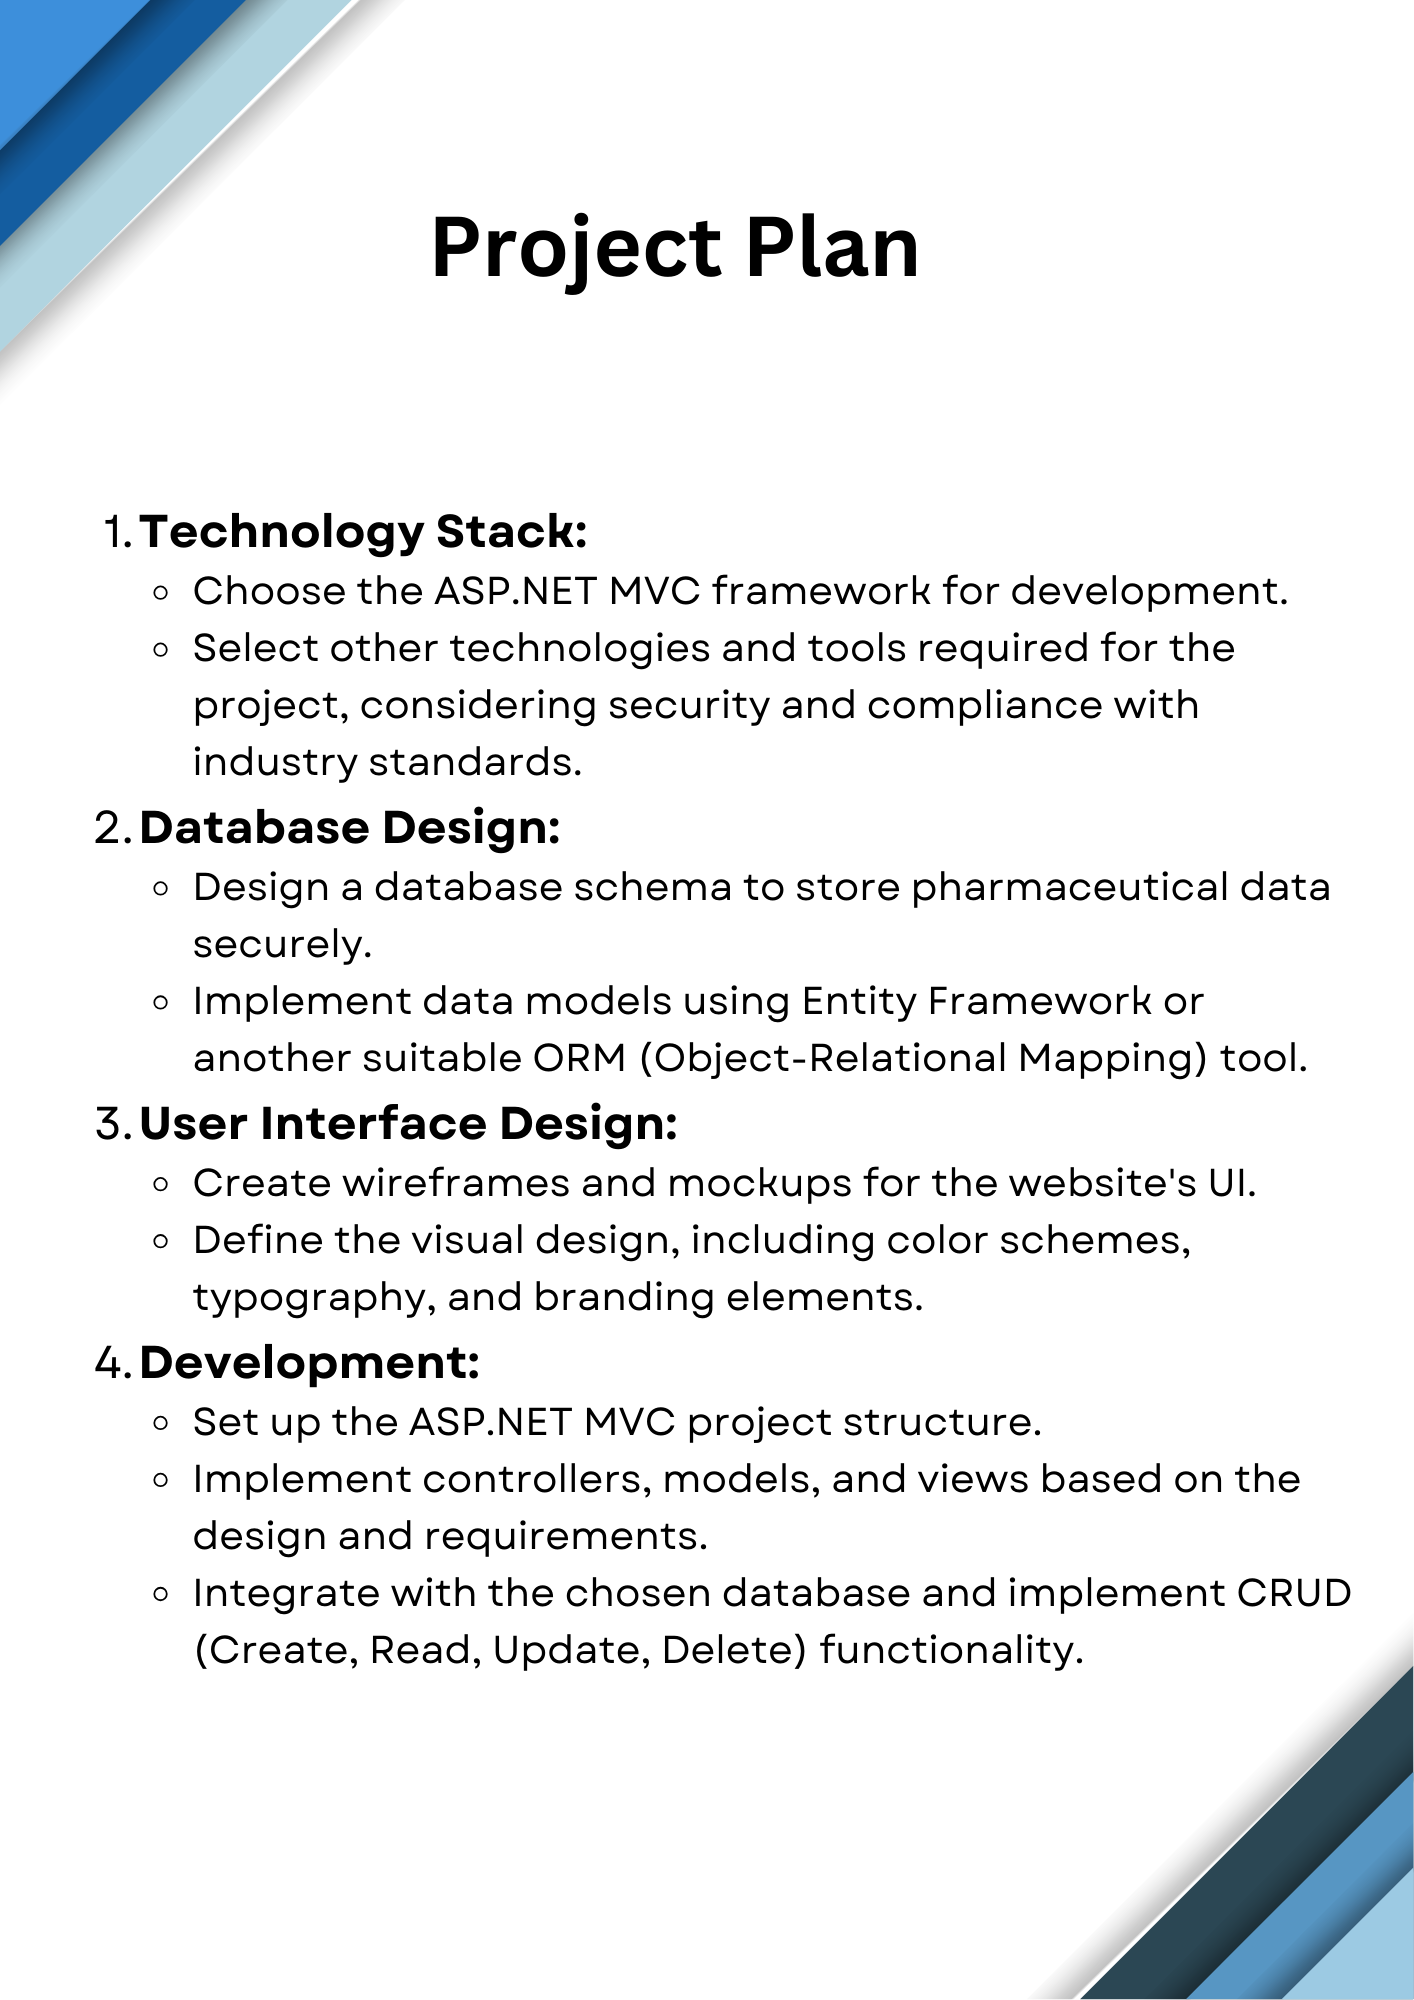 Project Plan
1. Technology Stack:
◦ Choose the ASP.NET MVC framework for development.
◦ Select other technologies and tools required for the
project, considering security and compliance with
industry standards.
2. Database Design:
◦ Design a database schema to store pharmaceutical data
securely.
◦ Implement data models using Entity Framework or
another suitable ORM (Object-Relational Mapping) tool.
3. User Interface Design:
◦ Create wireframes and mockups for the website's UI.
◦ Define the visual design, including color schemes,
typography, and branding elements.
4. Development:
◦ Set up the ASP.NET MVC project structure.
◦ Implement controllers, models, and views based on the
design and requirements.
◦ Integrate with the chosen database and implement CRUD
(Create, Read, Update, Delete) functionality.